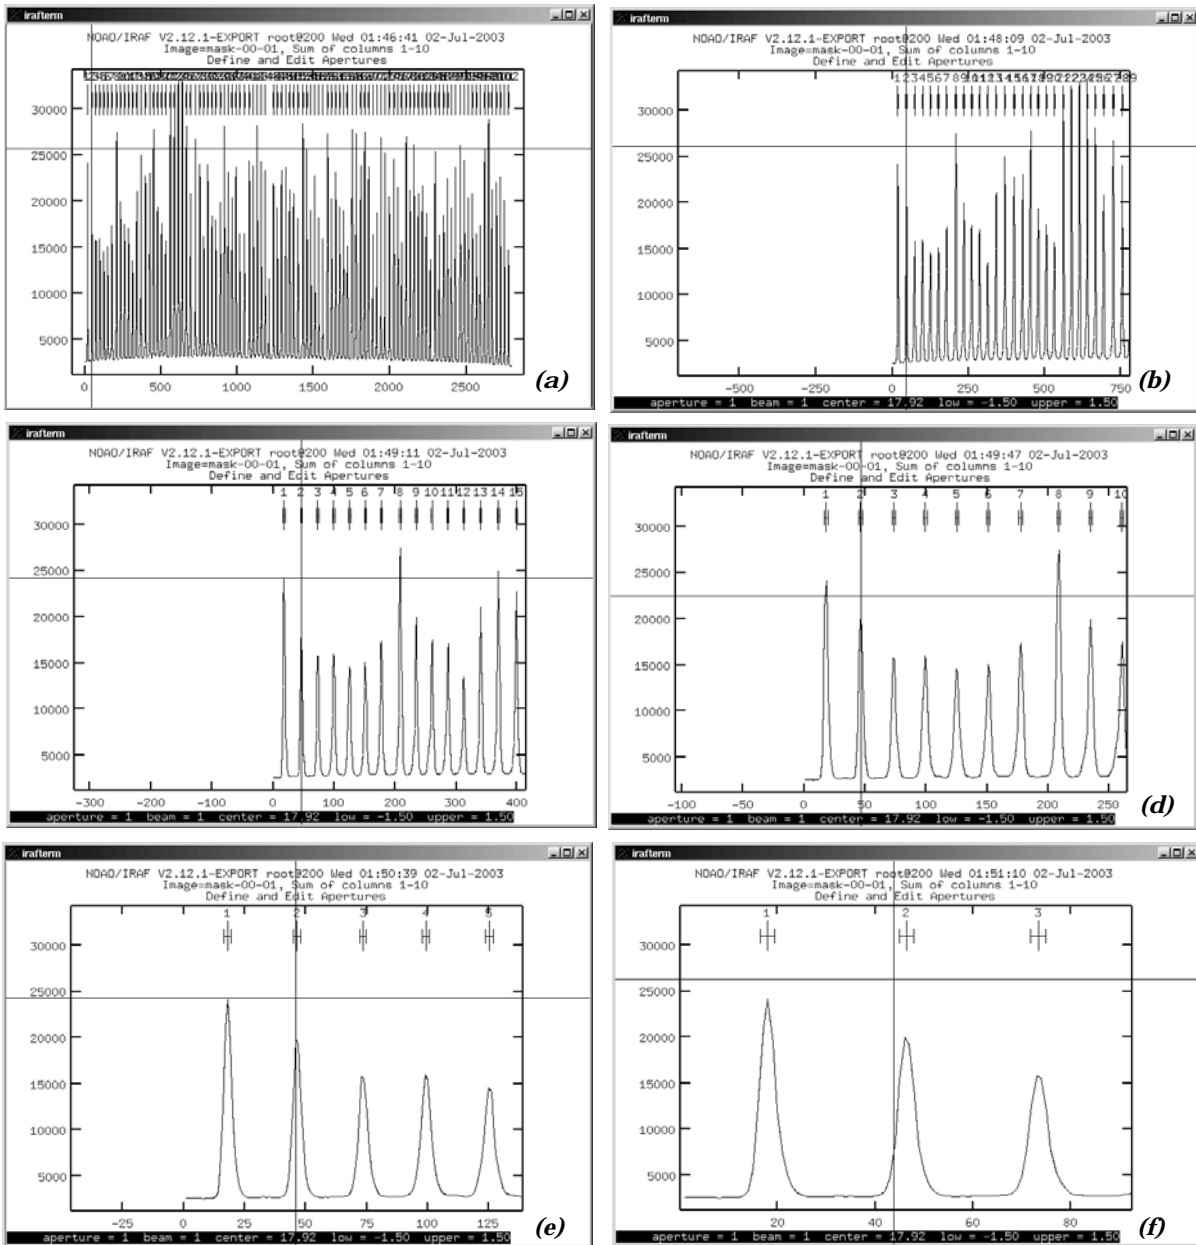 irafterm
NOAO/IRAF V2.12.1-EXPORT root@200 Wed 01:46:41 02-Jul-2003
Image=mask-00-01, Sum of columns 1-10
Define and Edit Apertures
30000
25000
20000
15000
10000
5000
0 500 1000 1500 2000 2500
(a)
irafterm
NOAO/IRAF V2.12.1-EXPORT root@200 Wed 01:48:09 02-Jul-2003
Image=mask-00-01, Sum of columns 1-10
Define and Edit Apertures
1 2 3 4 5 6 7 8
30000
25000
20000
15000
10000
5000
-500 -250 0 250 500 750
(b)
aperture = 1 beam = 1 center = 17.92 low = -1.50 upper = 1.50
irafterm
NOAO/IRAF V2.12.1-EXPORT root@200 Wed 01:49:11 02-Jul-2003
Image=mask-00-01, Sum of columns 1-10
Define and Edit Apertures
1 2 3 4 5 6 7 8 9 10 11 12 13 14 15
30000
25000
20000
15000
10000
5000
-300 -200 -100 0 100 200 300 400
aperture = 1 beam = 1 center = 17.92 low = -1.50 upper = 1.50
irafterm
NOAO/IRAF V2.12.1-EXPORT root@200 Wed 01:49:47 02-Jul-2003
Image=mask-00-01, Sum of columns 1-10
Define and Edit Apertures
1 2 3 4 5 6 7 8 9 10
30000
25000
20000
15000
10000
5000
-100 -50 0 50 100 150 200 250
(d)
aperture = 1 beam = 1 center = 17.92 low = -1.50 upper = 1.50
irafterm
NOAO/IRAF V2.12.1-EXPORT root@200 Wed 01:50:39 02-Jul-2003
Image=mask-00-01, Sum of columns 1-10
Define and Edit Apertures
1 2 3 4 5
30000
25000
20000
15000
10000
5000
-25 0 25 50 75 100 125
(e)
aperture = 1 beam = 1 center = 17.92 low = -1.50 upper = 1.50
irafterm
NOAO/IRAF V2.12.1-EXPORT root@200 Wed 01:51:10 02-Jul-2003
Image=mask-00-01, Sum of columns 1-10
Define and Edit Apertures
1 2 3
30000
25000
20000
15000
10000
5000
20 40 60 80
(f)
aperture = 1 beam = 1 center = 17.92 low = -1.50 upper = 1.50